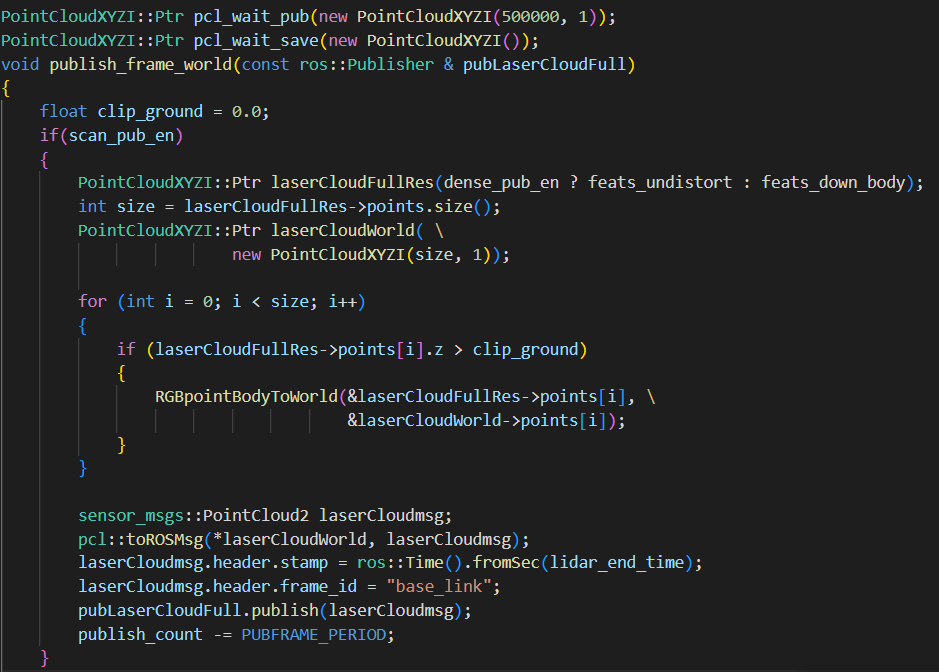 PointCloudXYZI::Ptr pcl_wait_pub(new PointCloudXYZI(500000, 1));
PointCloudXYZI::Ptr pcl_wait_save(new PointCloudXYZI());
void publish_frame_world(const ros::Publisher & pubLaserCloudFull)
{
    float clip_ground = 0.0;
    if(scan_pub_en)
    {
        PointCloudXYZI::Ptr laserCloudFullRes(dense_pub_en ? feats_undistort : feats_down_body);
        int size = laserCloudFullRes->points.size();
        PointCloudXYZI::Ptr laserCloudWorld( \
                        new PointCloudXYZI(size, 1));

        for (int i = 0; i < size; i++)
        {
            if (laserCloudFullRes->points[i].z > clip_ground)
            {
                RGBpointBodyToWorld(&laserCloudFullRes->points[i], \
                                    &laserCloudWorld->points[i]);
            }
        }

        sensor_msgs::PointCloud2 laserCloudmsg;
        pcl::toROSMsg(*laserCloudWorld, laserCloudmsg);
        laserCloudmsg.header.stamp = ros::Time().fromSec(lidar_end_time);
        laserCloudmsg.header.frame_id = "base_link";
        pubLaserCloudFull.publish(laserCloudmsg);
        publish_count -= PUBFRAME_PERIOD;
    }